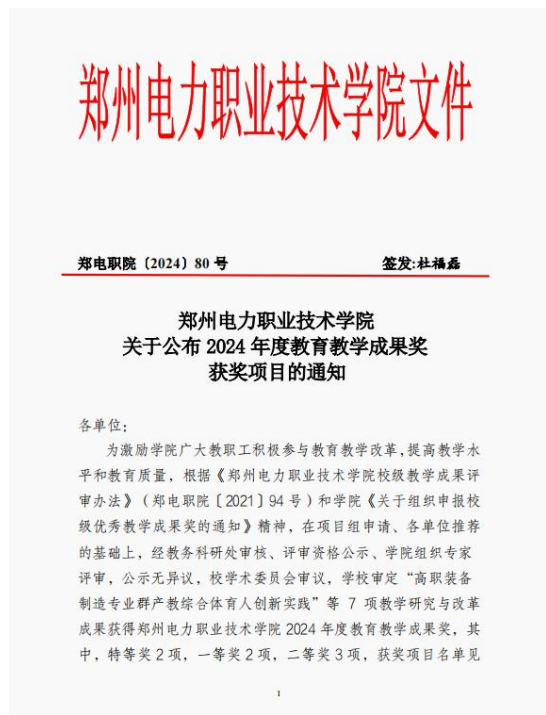 郑州电力职业技术学院文件
郑电职院〔2024〕80 号 签发:杜福磊
郑州电力职业技术学院
关于公布 2024 年度教育教学成果奖
获奖项目的通知
各单位:
为激励学院广大教职工积极参与教育教学改革,提高教学水
平和教育质量，根据《郑州电力职业技术学院校级教学成果评
审办法》（郑电职院〔2021〕94 号）和学院《关于组织申报校
级优秀教学成果奖的通知》精神，在项目组申请、各单位推荐
的基础上，经教务科研处审核、评审资格公示、学院组织专家
评审，公示无异议，校学术委员会审议，学校审定“高职装备
制造专业群产教综合体育人创新实践”等 7 项教学研究与改革
成果获得郑州电力职业技术学院 2024 年度教育教学成果奖，其
中，特等奖 2 项，一等奖 2 项，二等奖 3 项，获奖项目名单见
1